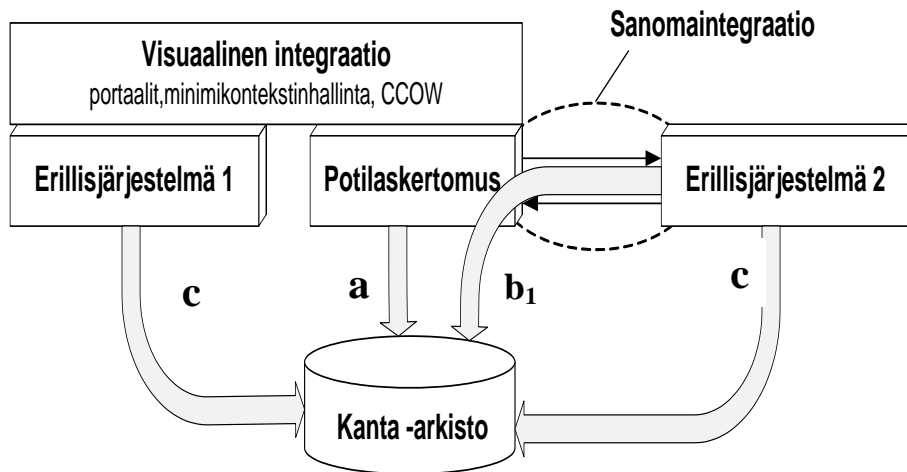 Sanomaintegraatio
Visuaalinen integraatio
portaalit,minimikontekstinhallinta, CCOW
Erillisjärjestelmä 1
Potilaskertomus
Erillisjärjestelmä 2
c
a
b₁
c
Kanta -arkisto